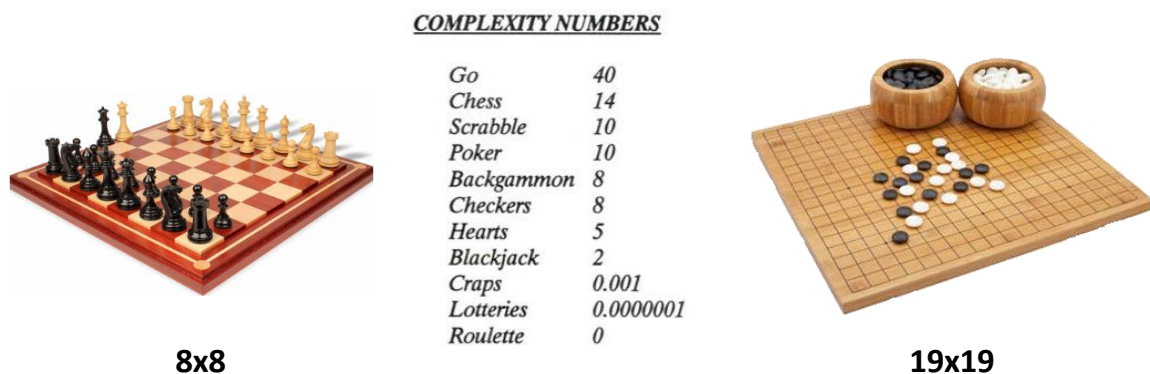 COMPLEXITY NUMBERS
Go 40
Chess 14
Scrabble 10
Poker 10
Backgammon 8
Checkers 8
Hearts 5
Blackjack 2
Craps 0.001
Lotteries 0.0000001
Roulette 0
8x8
19x19